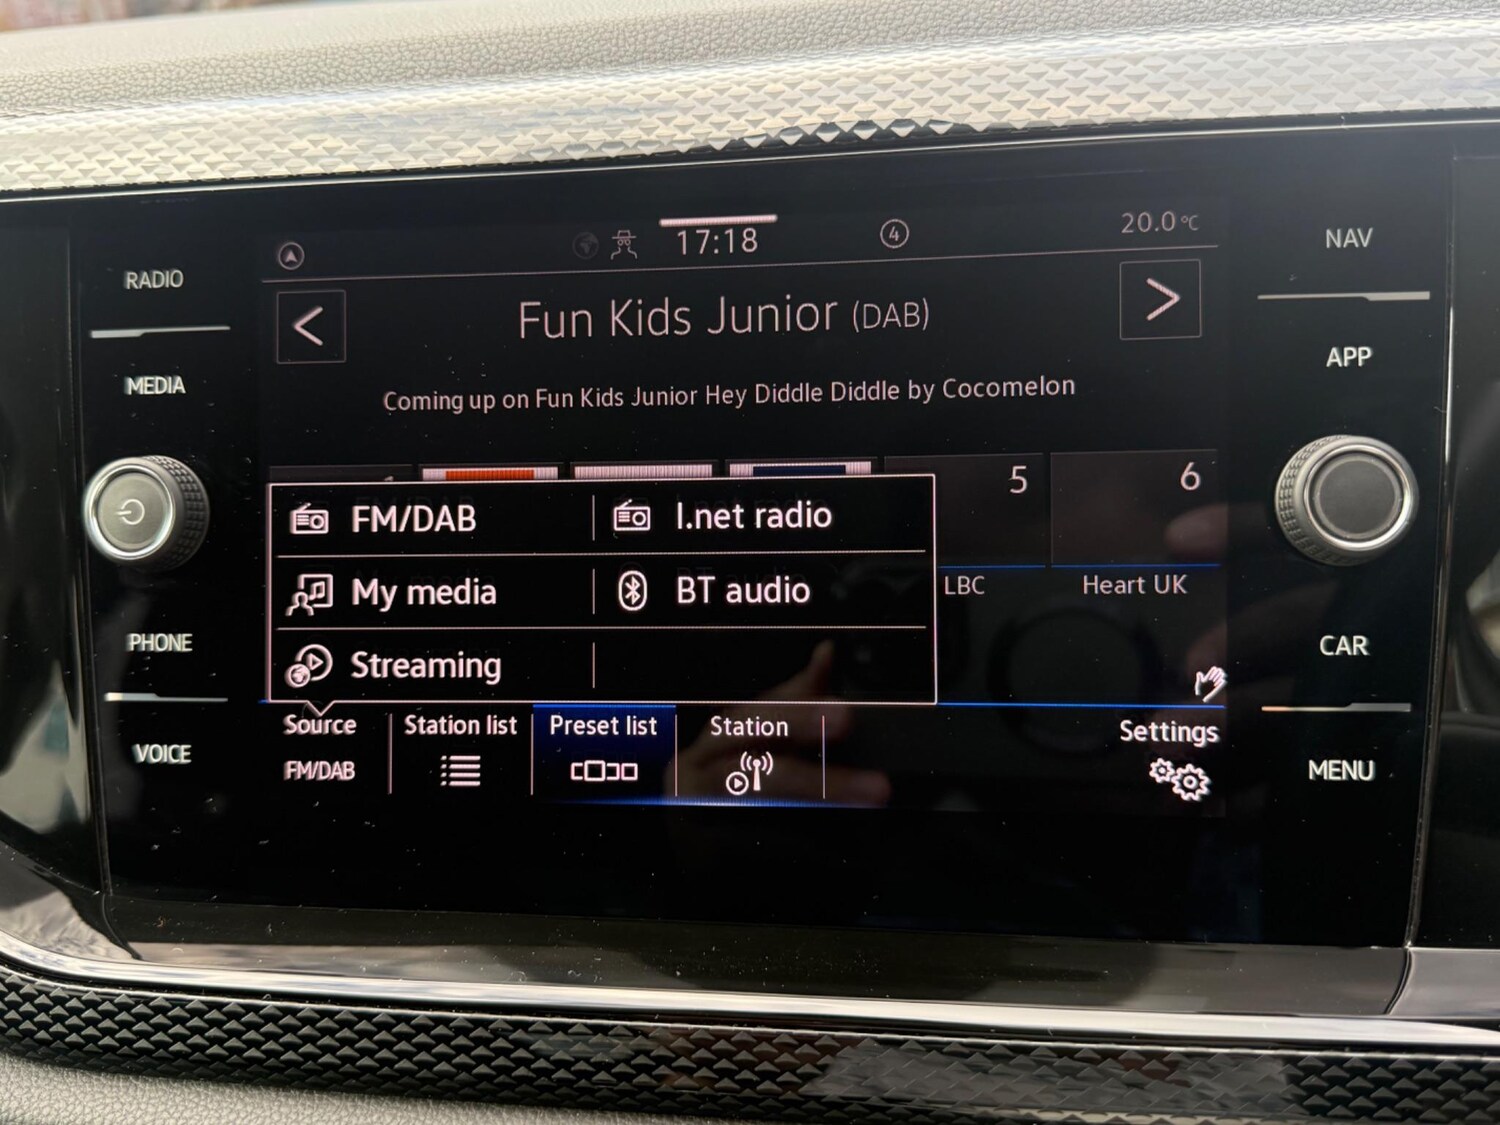 RADIO
MEDIA
PHONE
VOICE
17:18
4
20.0 °C
Fun Kids Junior (DAB)
Coming up on Fun Kids Junior Hey Diddle Diddle by Cocomelon
5
6
LBC
Heart UK
FM/DAB
I.net radio
My media
BT audio
Streaming
Source
FM/DAB
Station list
Preset list
Station
Settings
NAV
APP
CAR
MENU